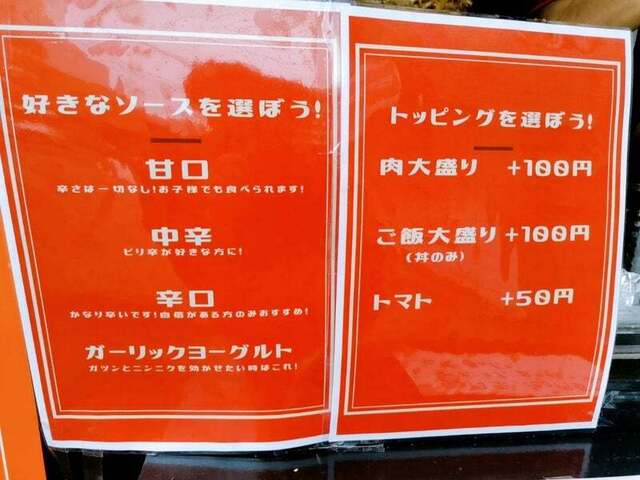 好きなソースを選ぼう!
甘口
辛さは一切なし!お子様でも食べられます!
中辛
ピリ辛が好きな方に!
辛口
かなり辛いです!自信がある方のみおすすめ!
ガーリックヨーグルト
ガツンとニンニクを効かせたい時はこれ!
トッピングを選ぼう!
肉大盛り +100円
ご飯大盛り +100円
(丼のみ)
トマト +50円